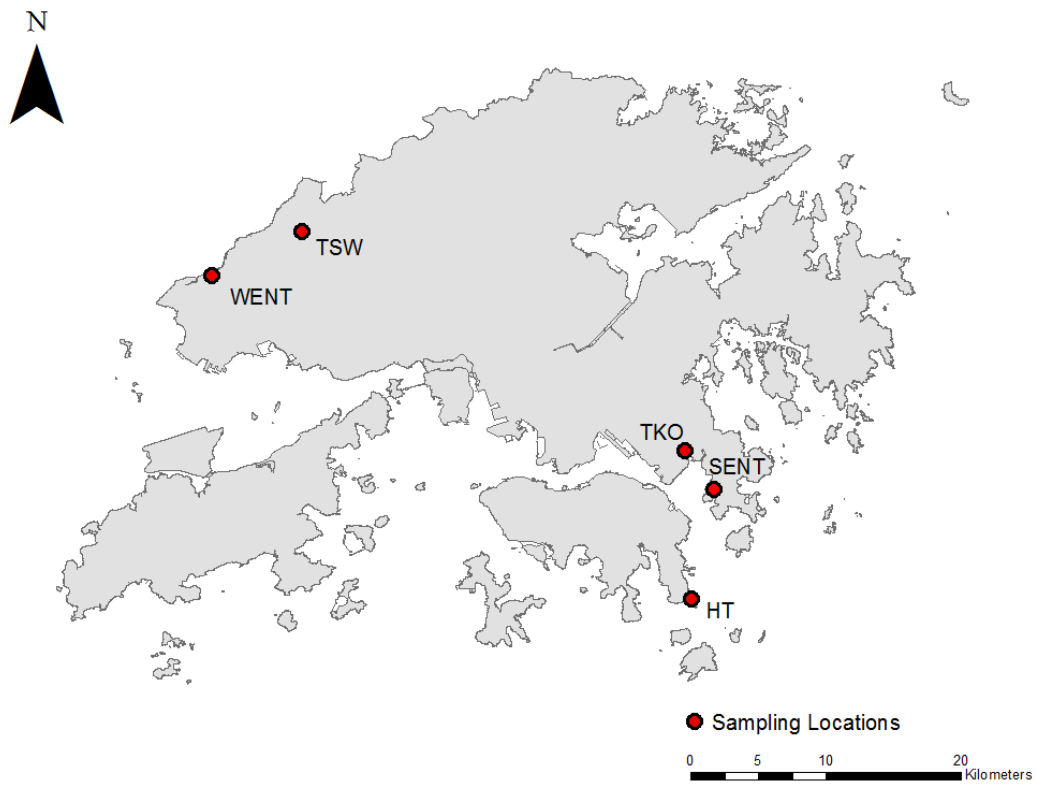 N
TSW
WENT
TKO
SENT
HT
Sampling Locations
0 5 10 20
Kilometers